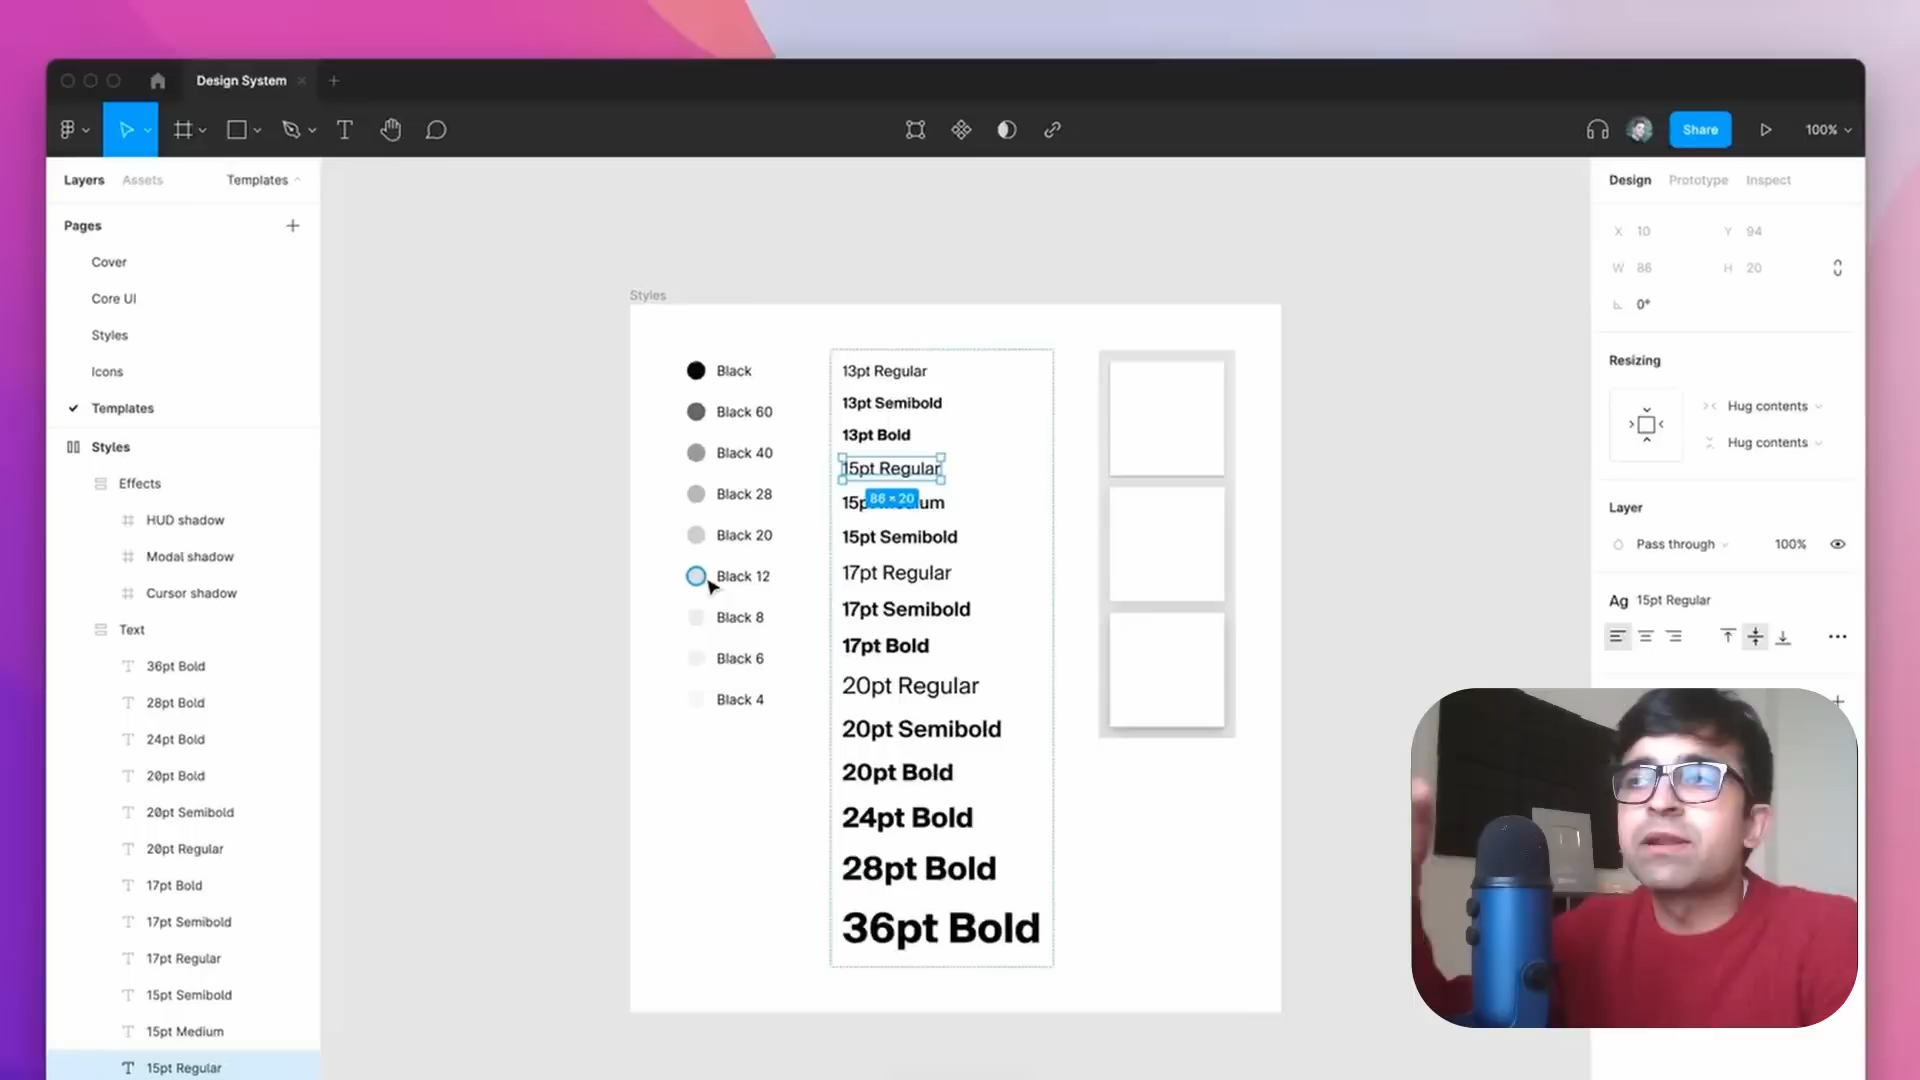 Design System
Share
100%
Layers
Assets
Templates
Pages
Cover
Core UI
Styles
Icons
Templates
Styles
Effects
HUD shadow
Modal shadow
Cursor shadow
Text
36pt Bold
28pt Bold
24pt Bold
20pt Bold
20pt Semibold
20pt Regular
17pt Bold
17pt Semibold
17pt Regular
15pt Semibold
15pt Medium
15pt Regular
Styles
Black
Black 60
Black 40
Black 28
Black 20
Black 12
Black 8
Black 6
Black 4
13pt Regular
13pt Semibold
13pt Bold
15pt Regular
86 × 20
17pt Regular
15pt Semibold
17pt Semibold
17pt Bold
20pt Regular
20pt Semibold
20pt Bold
24pt Bold
28pt Bold
36pt Bold
Design
Prototype
Inspect
X 10
Y 94
W 86
H 20
0°
Resizing
Hug contents
Hug contents
Layer
Pass through
100%
Ag 15pt Regular